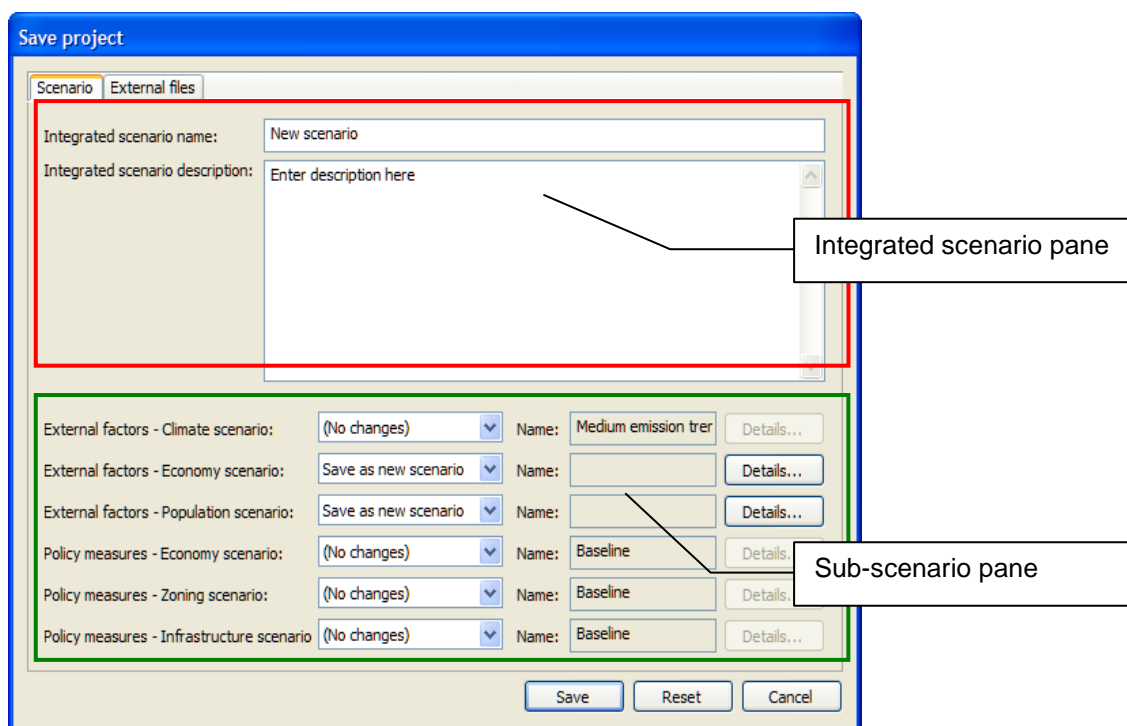 Save project
Scenario External files
Integrated scenario name: New scenario
Integrated scenario description: Enter description here
Integrated scenario pane
External factors - Climate scenario: (No changes) Name: Medium emission trer Details...
External factors - Economy scenario: Save as new scenario Name: Details...
External factors - Population scenario: Save as new scenario Name: Details...
Policy measures - Economy scenario: (No changes) Name: Baseline Details.
Sub-scenario pane
Policy measures - Zoning scenario: (No changes) Name: Baseline Details.
Policy measures - Infrastructure scenario (No changes) Name: Baseline Details...
Save Reset Cancel